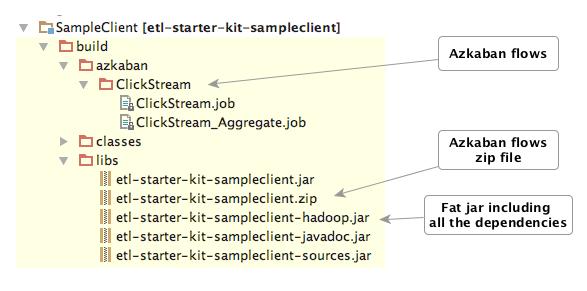 SampleClient [etl-starter-kit-sampleclient]
build
azkaban
ClickStream
ClickStream.job
ClickStream_Aggregate.job
classes
libs
etl-starter-kit-sampleclient.jar
etl-starter-kit-sampleclient.zip
etl-starter-kit-sampleclient-hadoop.jar
etl-starter-kit-sampleclient-javadoc.jar
etl-starter-kit-sampleclient-sources.jar
Azkaban flows
Azkaban flows
zip file
Fat jar including
all the dependencies